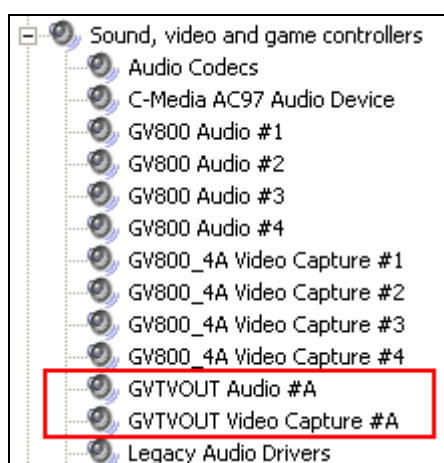 Sound, video and game controllers
Audio Codecs
C-Media AC97 Audio Device
GV800 Audio #1
GV800 Audio #2
GV800 Audio #3
GV800 Audio #4
GV800_4A Video Capture #1
GV800_4A Video Capture #2
GV800_4A Video Capture #3
GV800_4A Video Capture #4
GVTVOUT Audio #A
GVTVOUT Video Capture #A
Legacy Audio Drivers